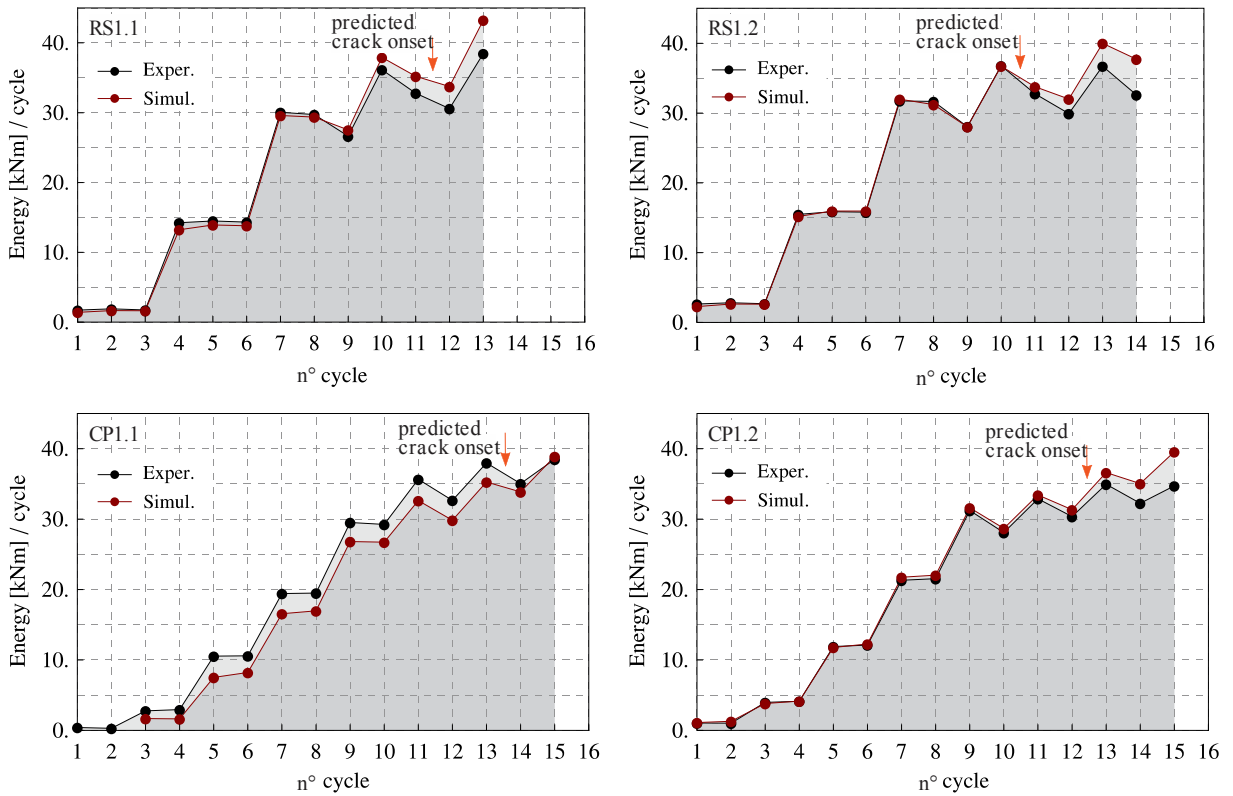 RS1.1
predicted
crack onset
Exper.
Simul.
Energy [kNm] / cycle
40.
30.
20.
10.
0.
1 2 3 4 5 6 7 8 9 10 11 12 13 14 15 16
n° cycle
RS1.2
predicted
crack onset
Exper.
Simul.
Energy [kNm] / cycle
40.
30.
20.
10.
0.
1 2 3 4 5 6 7 8 9 10 11 12 13 14 15 16
n° cycle
CP1.1
predicted
crack onset
Exper.
Simul.
Energy [kNm] / cycle
40.
30.
20.
10.
0.
1 2 3 4 5 6 7 8 9 10 11 12 13 14 15 16
n° cycle
CP1.2
predicted
crack onset
Exper.
Simul.
Energy [kNm] / cycle
40.
30.
20.
10.
0.
1 2 3 4 5 6 7 8 9 10 11 12 13 14 15 16
n° cycle